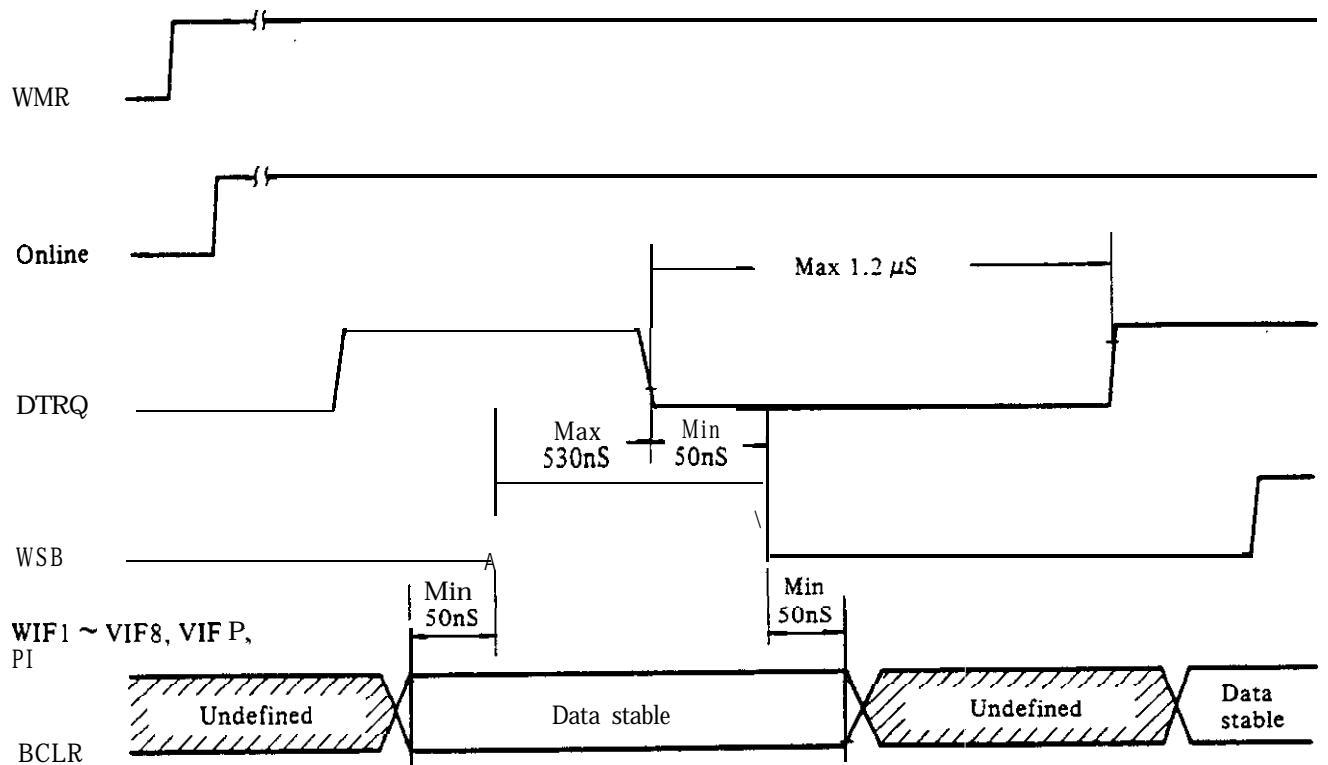 WMR
Online
Max 1.2 μS
DTRQ
Max
530nS
Min
50nS
WSB
Min
50nS
Min
50nS
WIF1 ~ VIF8, VIF P,
PI
Undefined
Data stable
Undefined
Data
stable
BCLR